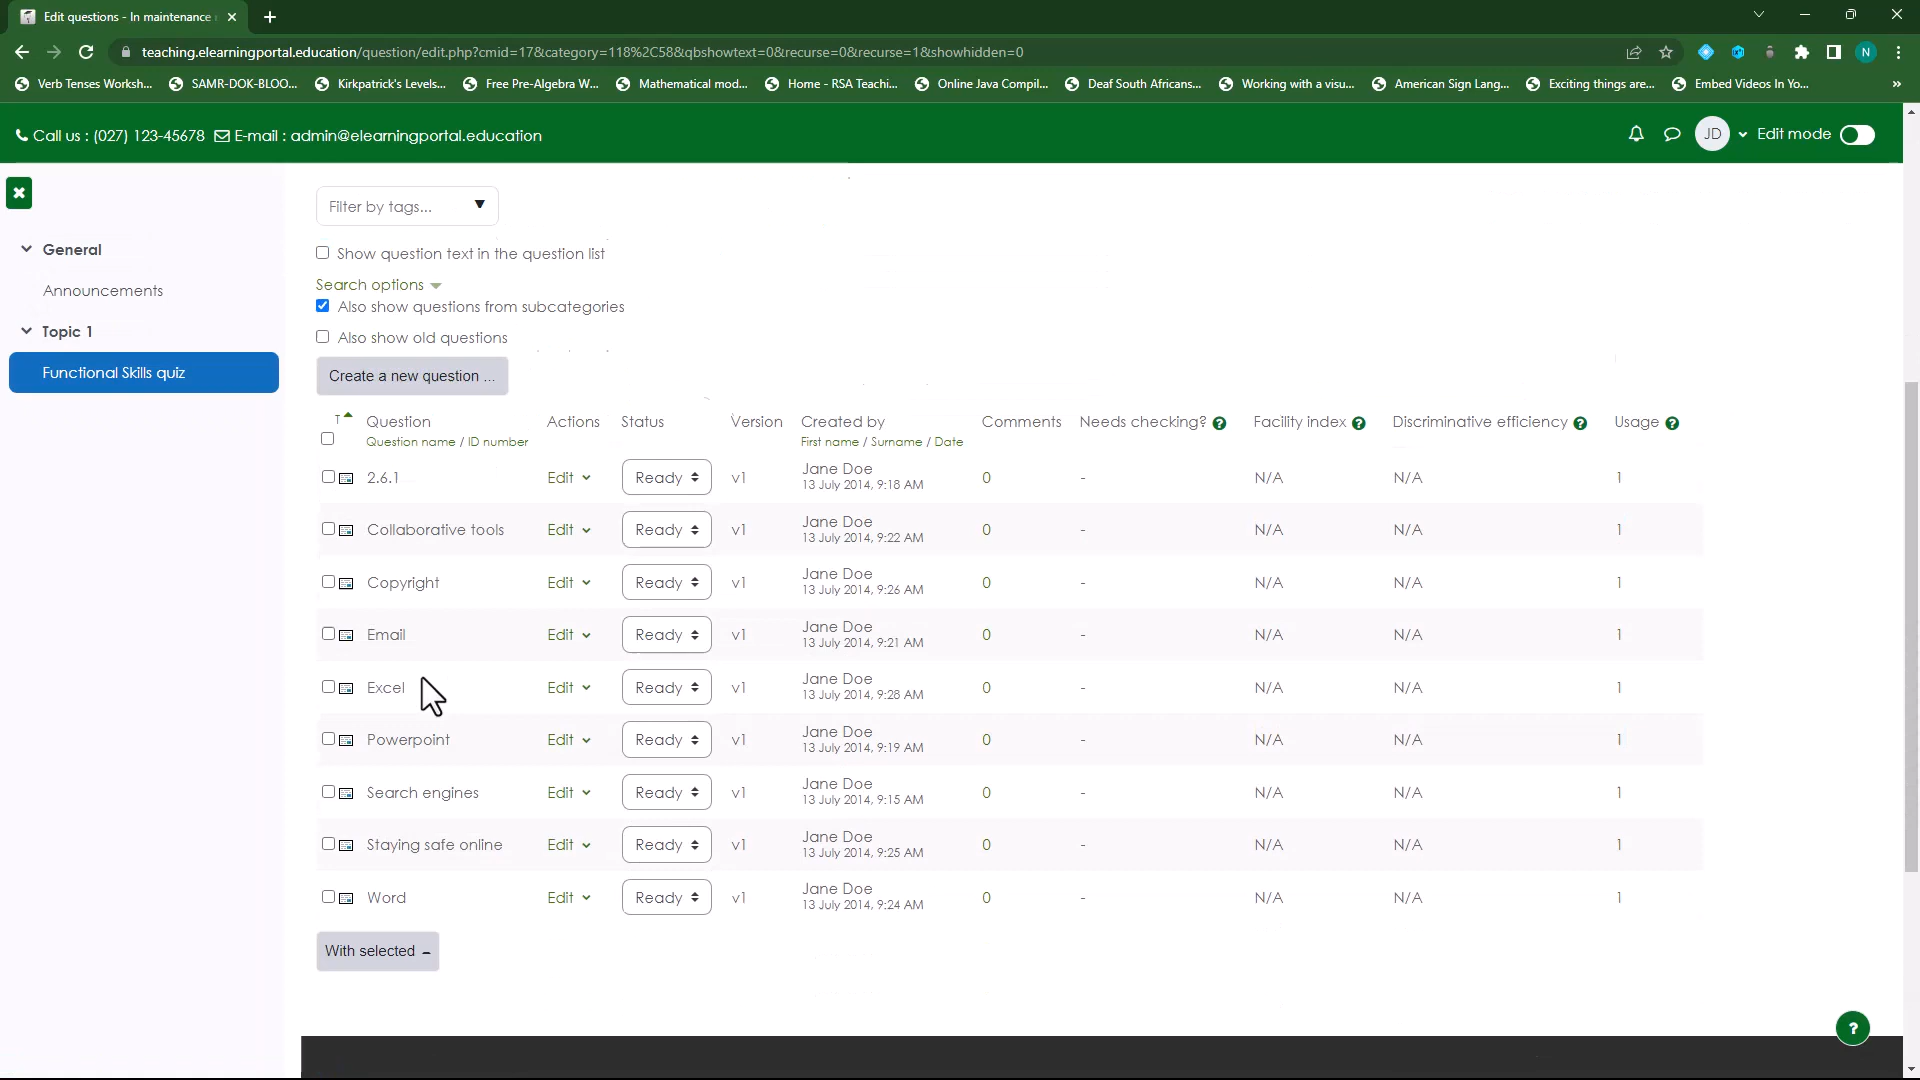 Edit questions - In maintenance
teaching.elearningportal.education/question/edit.php?cmid=17&category=118%2C58&qbshowtext=0&recurse=0&recurse=1&showhidden=0
N
Verb Tenses Worksh... SAMR-DOK-BLOO... Kirkpatrick's Levels... Free Pre-Algebra W... Mathematical mod... Home - RSA Teachi... Online Java Compil... Deaf South Africans... Working with a visu... American Sign Lang... Exciting things are... Embed Videos In Yo... »
Call us : (027) 123-45678 E-mail : admin@elearningportal.education
JD Edit mode
General
Announcements
Topic 1
Functional Skills quiz
Filter by tags...
Show question text in the question list
Search options
Also show questions from subcategories
Also show old questions
Create a new question ...
T Question Actions Status Version Created by Comments Needs checking? Facility index Discriminative efficiency Usage
Question name / ID number First name / Surname / Date
2.6.1 Edit Ready v1 Jane Doe 0 - N/A N/A 1
13 July 2014, 9:18 AM
Collaborative tools Edit Ready v1 Jane Doe 0 - N/A N/A 1
13 July 2014, 9:22 AM
Copyright Edit Ready v1 Jane Doe 0 - N/A N/A 1
13 July 2014, 9:26 AM
Email Edit Ready v1 Jane Doe 0 - N/A N/A 1
13 July 2014, 9:21 AM
Excel Edit Ready v1 Jane Doe 0 - N/A N/A 1
13 July 2014, 9:28 AM
Powerpoint Edit Ready v1 Jane Doe 0 - N/A N/A 1
13 July 2014, 9:19 AM
Search engines Edit Ready v1 Jane Doe 0 - N/A N/A 1
13 July 2014, 9:15 AM
Staying safe online Edit Ready v1 Jane Doe 0 - N/A N/A 1
13 July 2014, 9:25 AM
Word Edit Ready v1 Jane Doe 0 - N/A N/A 1
13 July 2014, 9:24 AM
With selected
?